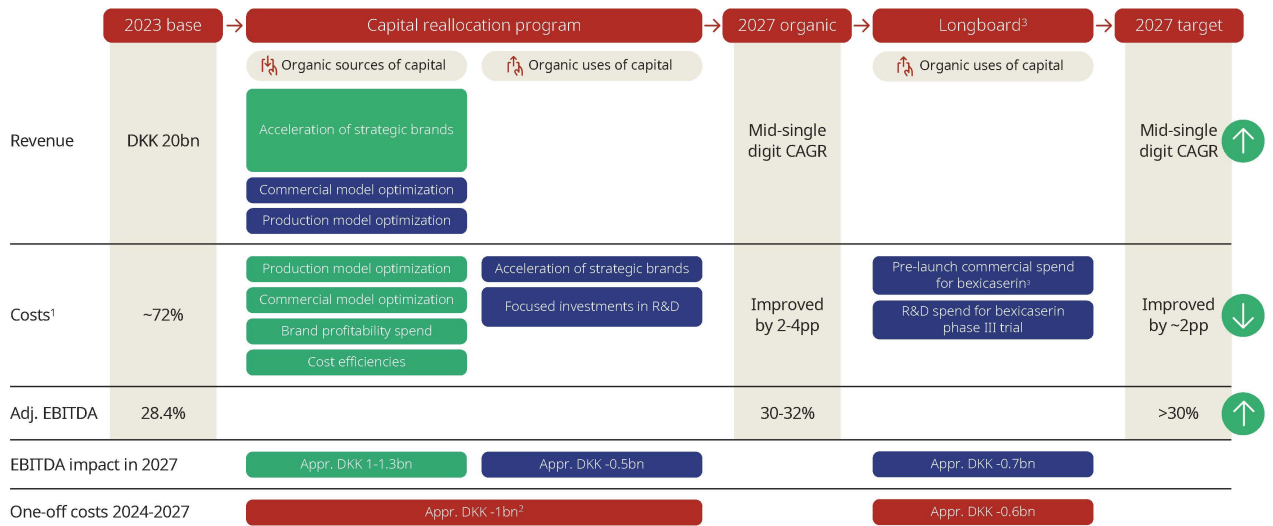 2023 base
Capital reallocation program
2027 organic
Longboard³
2027 target
Organic sources of capital
Organic uses of capital
Organic uses of capital
Revenue
DKK 20bn
Acceleration of strategic brands
Commercial model optimization
Production model optimization
Mid-single
digit CAGR
Mid-single
digit CAGR
Costs¹
~72%
Production model optimization
Commercial model optimization
Brand profitability spend
Cost efficiencies
Acceleration of strategic brands
Focused investments in R&D
Improved
by 2-4pp
Pre-launch commercial spend
for bexicaserin³
R&D spend for bexicaserin
phase III trial
Improved
by ~2pp
Adj. EBITDA
28.4%
30-32%
>30%
EBITDA impact in 2027
Appr. DKK 1-1.3bn
Appr. DKK -0.5bn
Appr. DKK -0.7bn
One-off costs 2024-2027
Appr. DKK -1bn²
Appr. DKK -0.6bn